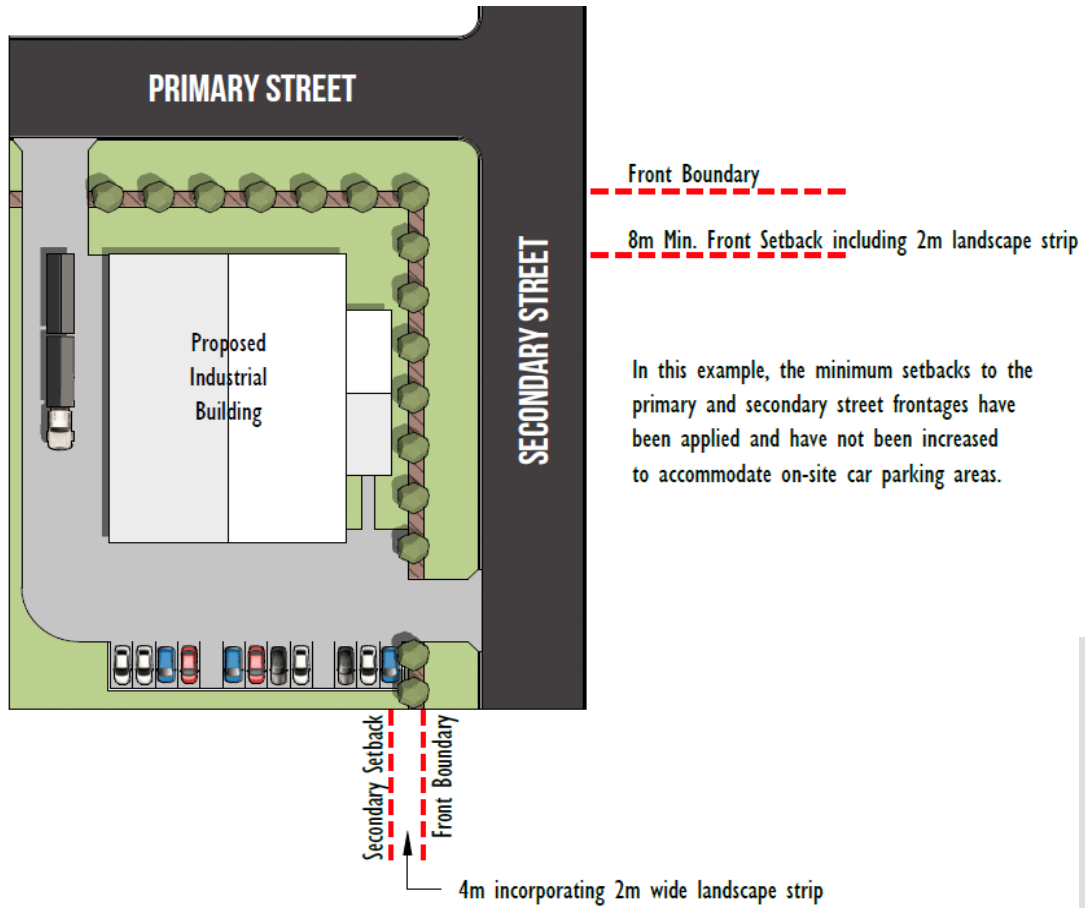 PRIMARY STREET
Front Boundary
8m Min. Front Setback including 2m landscape strip
SECONDARY STREET
Proposed
Industrial
Building
In this example, the minimum setbacks to the
primary and secondary street frontages have
been applied and have not been increased
to accommodate on-site car parking areas.
Secondary Setback
Front Boundary
4m incorporating 2m wide landscape strip